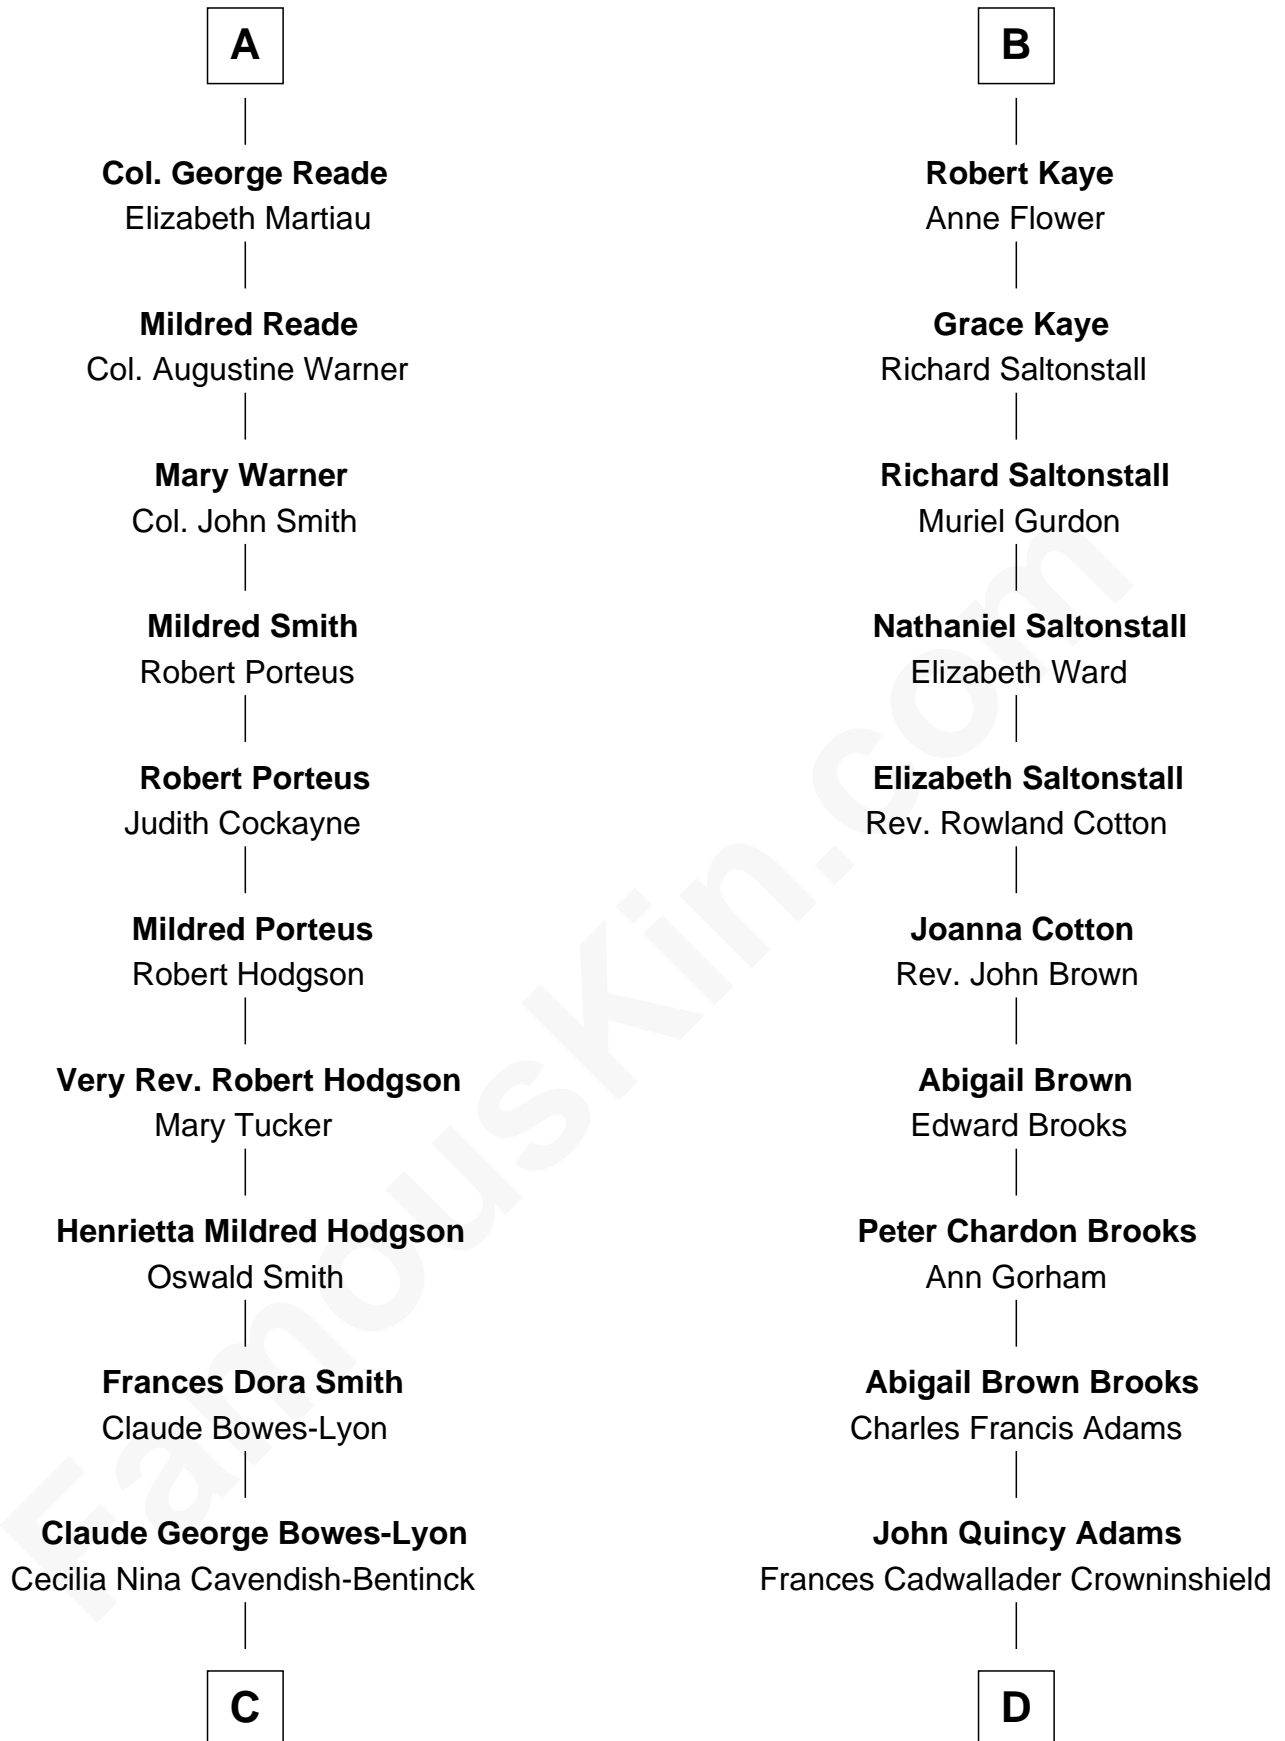 A
Col. George Reade
Elizabeth Martiau
Mildred Reade
Col. Augustine Warner
Mary Warner
Col. John Smith
Mildred Smith
Robert Porteus
Robert Porteus
Judith Cockayne
Mildred Porteus
Robert Hodgson
Very Rev. Robert Hodgson
Mary Tucker
Henrietta Mildred Hodgson
Oswald Smith
Frances Dora Smith
Claude Bowes-Lyon
Claude George Bowes-Lyon
Cecilia Nina Cavendish-Bentinck
C
B
Robert Kaye
Anne Flower
Grace Kaye
Richard Saltonstall
Richard Saltonstall
Muriel Gurdon
Nathaniel Saltonstall
Elizabeth Ward
Elizabeth Saltonstall
Rev. Rowland Cotton
Joanna Cotton
Rev. John Brown
Abigail Brown
Edward Brooks
Peter Chardon Brooks
Ann Gorham
Abigail Brown Brooks
Charles Francis Adams
John Quincy Adams
Frances Cadwallader Crowninshield
D
FamousKin.com